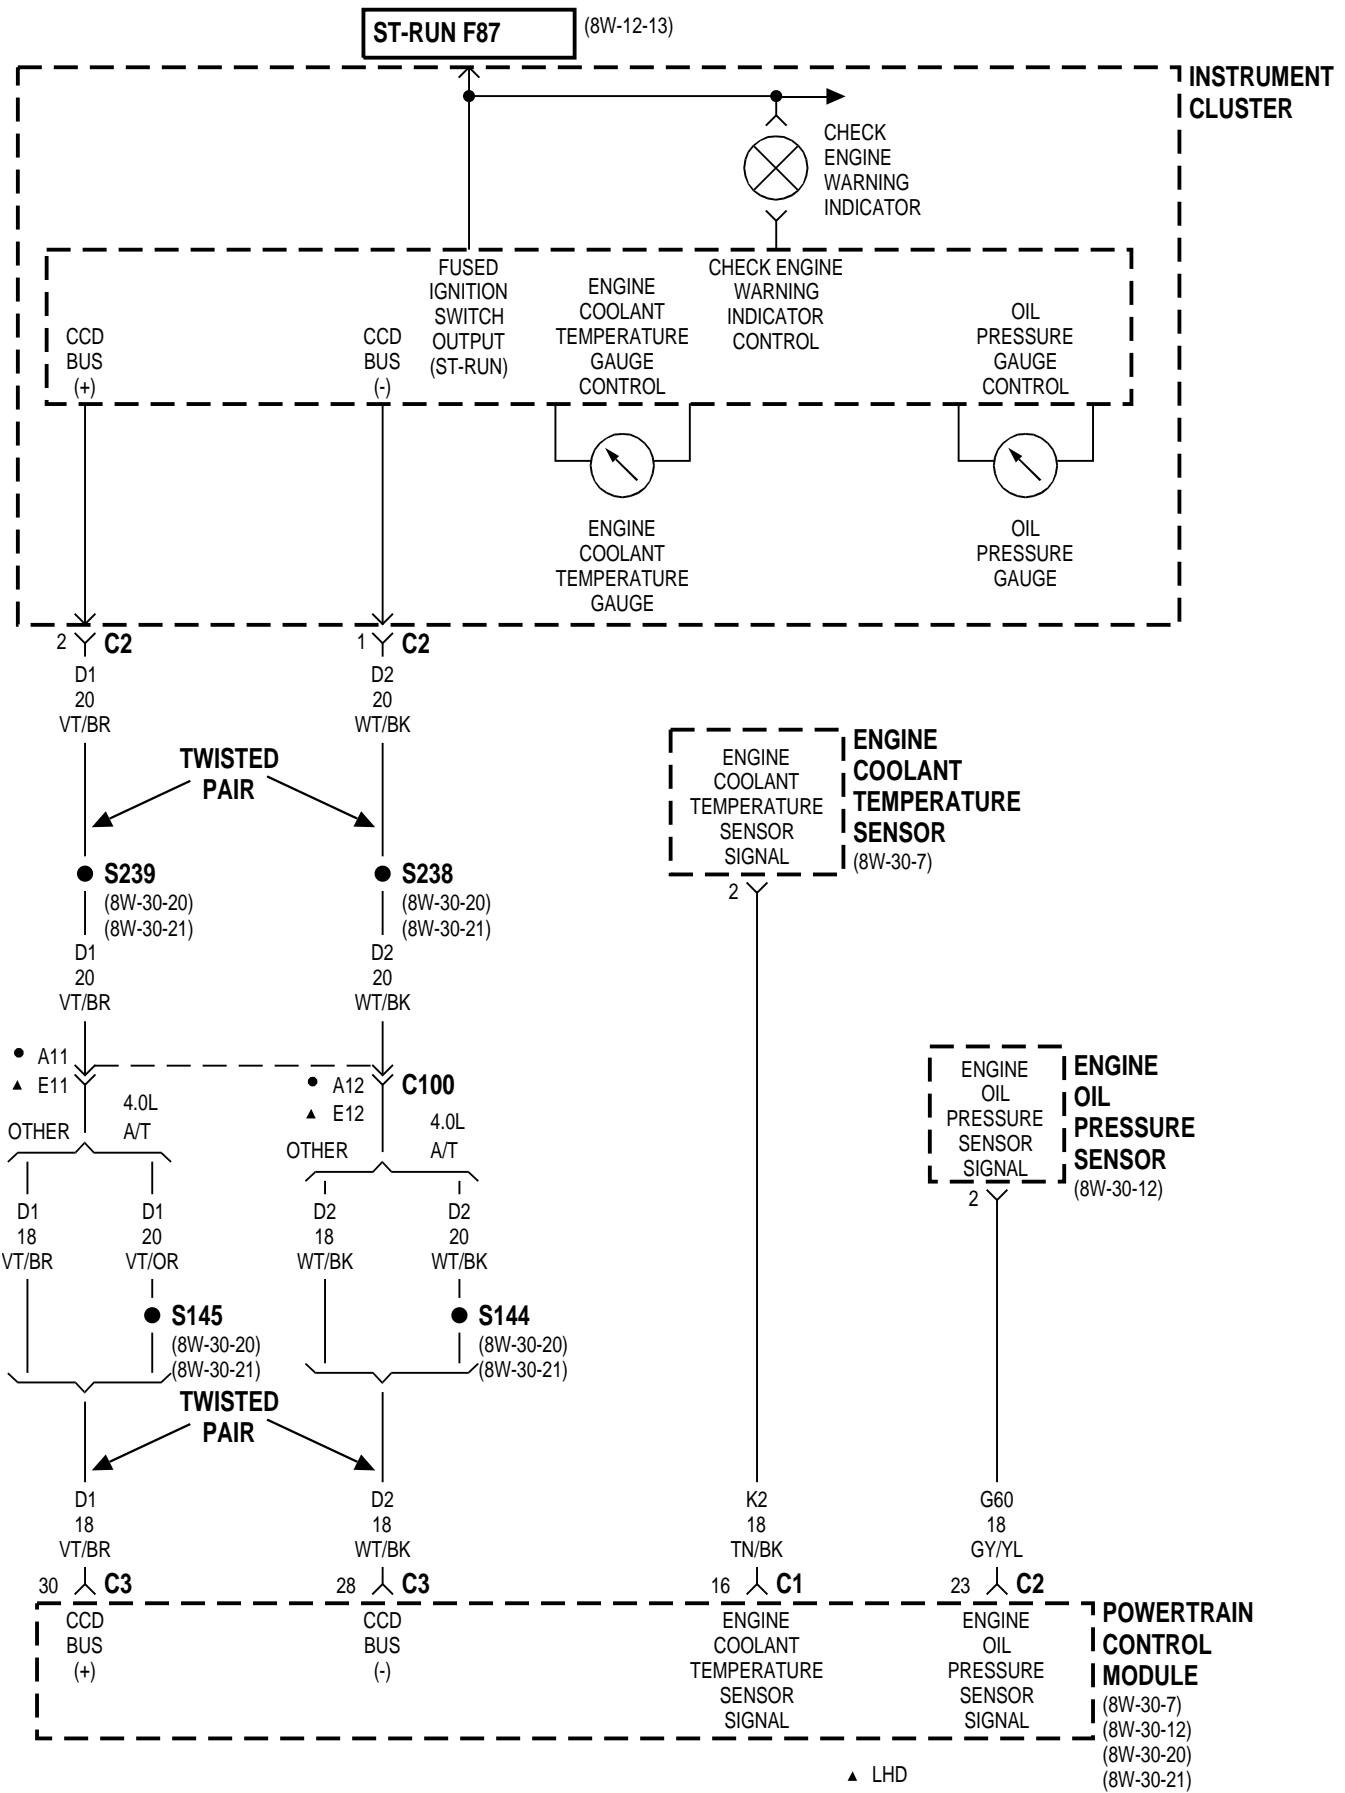 ST-RUN F87
(8W-12-13)
INSTRUMENT
CLUSTER
CHECK
ENGINE
WARNING
INDICATOR
CCD
BUS
(+)
CCD
BUS
(-)
FUSED
IGNITION
SWITCH
OUTPUT
(ST-RUN)
ENGINE
COOLANT
TEMPERATURE
GAUGE
CONTROL
CHECK ENGINE
WARNING
INDICATOR
CONTROL
OIL
PRESSURE
GAUGE
CONTROL
ENGINE
COOLANT
TEMPERATURE
GAUGE
OIL
PRESSURE
GAUGE
2 C2
D1
20
VT/BR
1 C2
D2
20
WT/BK
TWISTED
PAIR
S239
(8W-30-20)
(8W-30-21)
D1
20
VT/BR
S238
(8W-30-20)
(8W-30-21)
D2
20
WT/BK
ENGINE
COOLANT
TEMPERATURE
SENSOR
SIGNAL
ENGINE
COOLANT
TEMPERATURE
SENSOR
(8W-30-7)
2
● A11
▲ E11
● A12
▲ E12
C100
OTHER
4.0L
A/T
OTHER
4.0L
A/T
D1
18
VT/BR
D1
20
VT/OR
D2
18
WT/BK
D2
20
WT/BK
S145
(8W-30-20)
(8W-30-21)
S144
(8W-30-20)
(8W-30-21)
ENGINE
OIL
PRESSURE
SENSOR
SIGNAL
ENGINE
OIL
PRESSURE
SENSOR
(8W-30-12)
2
TWISTED
PAIR
D1
18
VT/BR
30 C3
D2
18
WT/BK
28 C3
K2
18
TN/BK
16 C1
G60
18
GY/YL
23 C2
CCD
BUS
(+)
CCD
BUS
(-)
ENGINE
COOLANT
TEMPERATURE
SENSOR
SIGNAL
ENGINE
OIL
PRESSURE
SENSOR
SIGNAL
POWERTRAIN
CONTROL
MODULE
(8W-30-7)
(8W-30-12)
(8W-30-20)
(8W-30-21)
▲ LHD